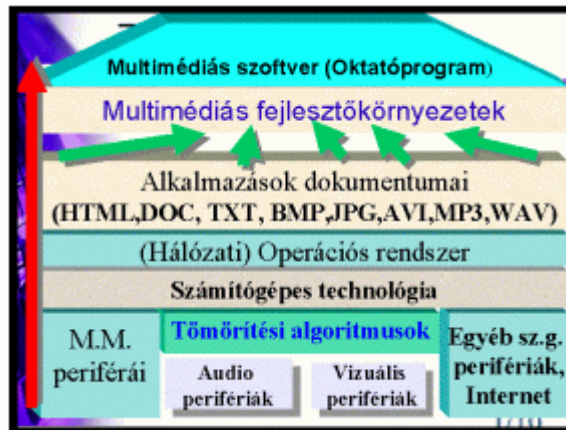 Multimédiás szoftver (Oktatóprogram)
Multimédiás fejlesztőkörnyezetek
Alkalmazások dokumentumai
(HTML,DOC, TXT, BMP,JPG,AVI,MP3,WAV)
(Hálózati) Operációs rendszer
Számítógépes technológia
M.M.
periférái
Tömörítési algoritmusok
Audio
perifériák
Vizuális
perifériák
Egyéb sz.g.
perifériák,
Internet